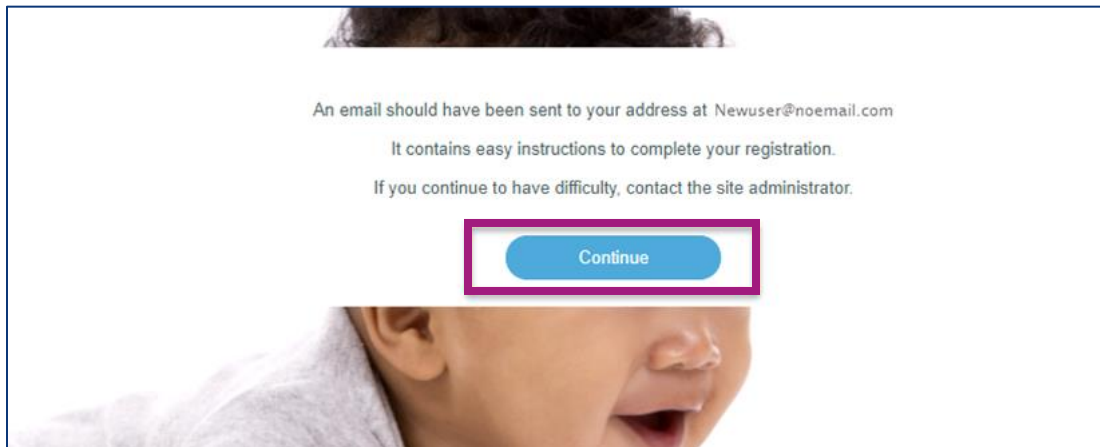 An email should have been sent to your address at Newuser@noemail.com
It contains easy instructions to complete your registration.
If you continue to have difficulty, contact the site administrator.
Continue